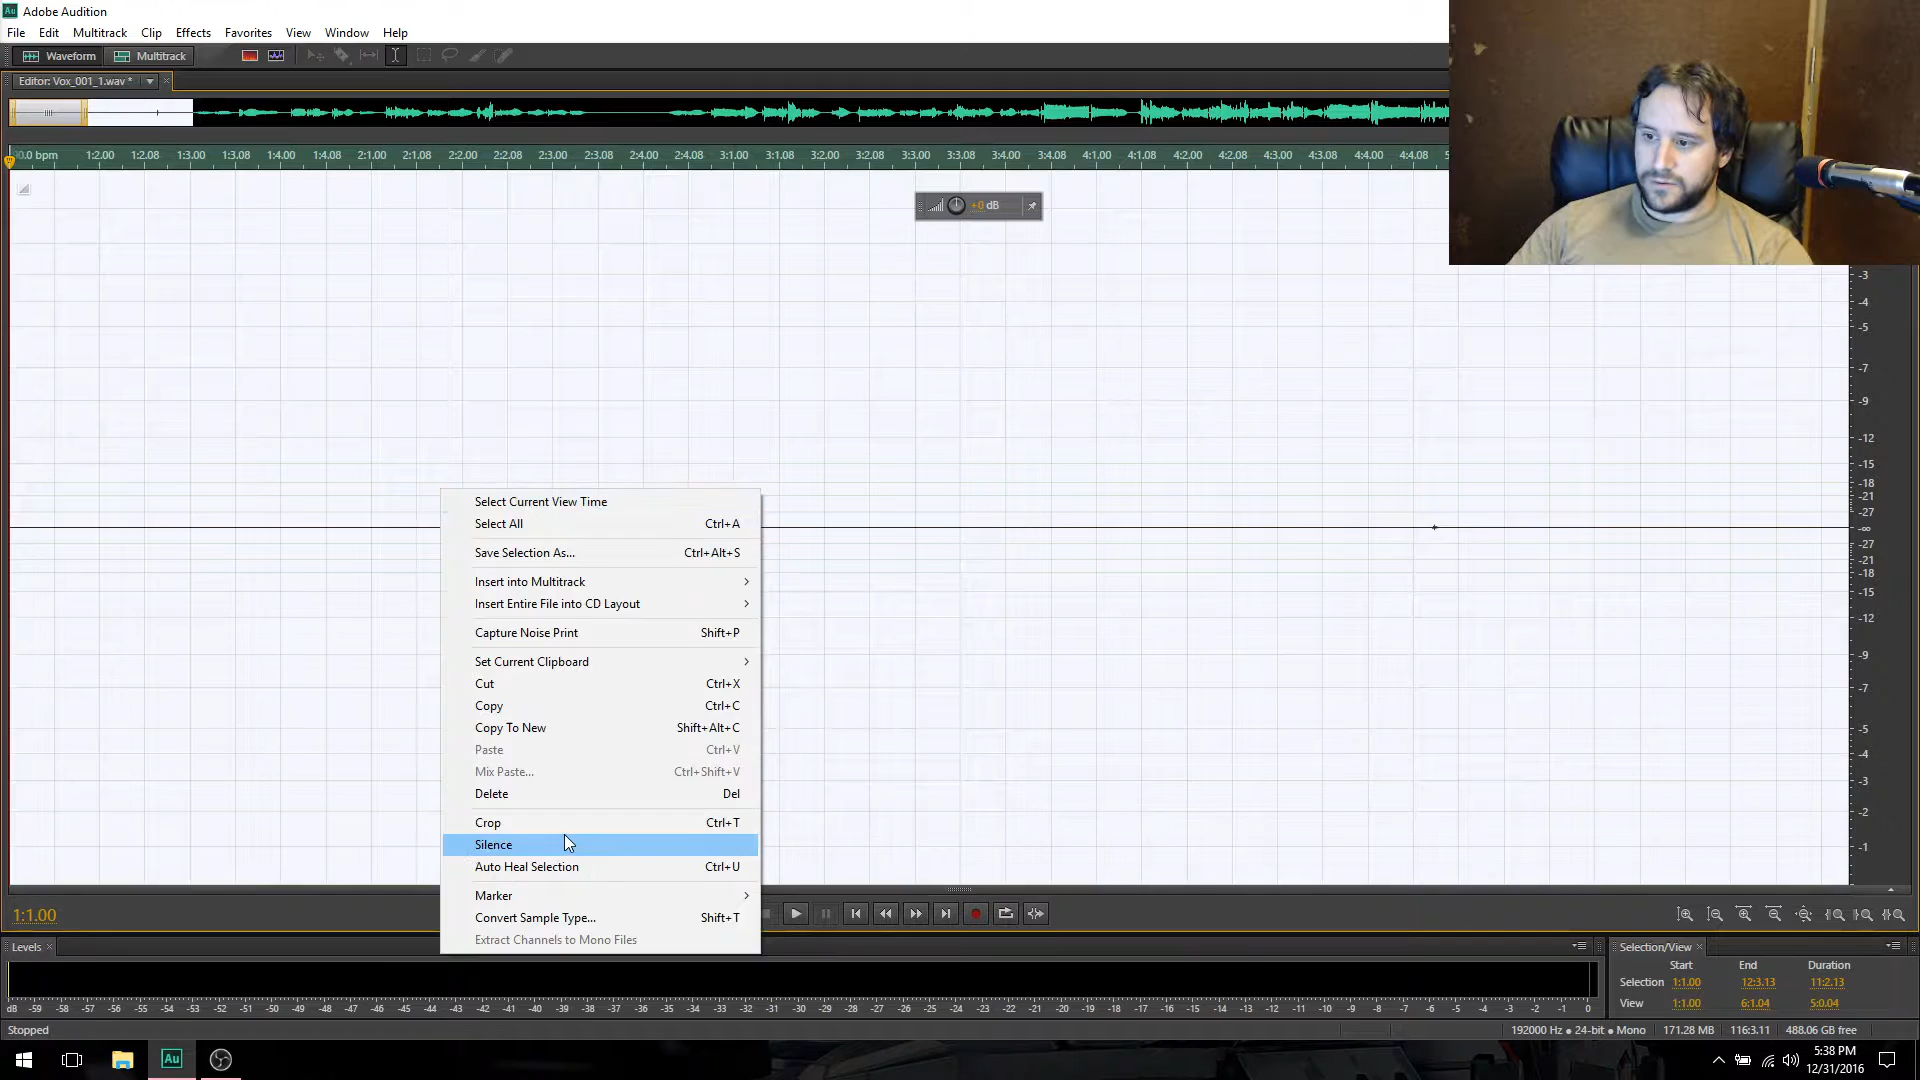 Au Adobe Audition
File Edit Multitrack Clip Effects Favorites View Window Help
Waveform Multitrack
Editor: Vox_001_1.wav *
0.0 bpm 1:2.00 1:2.08 1:3.00 1:3.08 1:4.00 1:4.08 2:1.00 2:1.08 2:2.00 2:2.08 2:3.00 2:3.08 2:4.00 2:4.08 3:1.00 3:1.08 3:2.00 3:2.08 3:3.00 3:3.08 3:4.00 3:4.08 4:1.00 4:1.08 4:2.00 4:2.08 4:3.00 4:3.08 4:4.00 4:4.08 5
+0 dB
-3
-4
-5
-7
-9
-12
-15
-18
-21
-27
-∞
-27
-21
-18
-15
-12
-9
-7
-5
-4
-3
-2
-1
Select Current View Time
Select All Ctrl+A
Save Selection As... Ctrl+Alt+S
Insert into Multitrack
Insert Entire File into CD Layout
Capture Noise Print Shift+P
Set Current Clipboard
Cut Ctrl+X
Copy Ctrl+C
Copy To New Shift+Alt+C
Paste Ctrl+V
Mix Paste... Ctrl+Shift+V
Delete Del
Crop Ctrl+T
Silence
Auto Heal Selection Ctrl+U
Marker
Convert Sample Type... Shift+T
Extract Channels to Mono Files
1:1.00
Levels
dB -59 -58 -57 -56 -55 -54 -53 -52 -51 -50 -49 -48 -47 -46 -45 -44 -43 -42 -41 -40 -39 -38 -37 -36 -35 -34 -33 -32 -31 -30 -29 -28 -27 -26 -25 -24 -23 -22 -21 -20 -19 -18 -17 -16 -15 -14 -13 -12 -11 -10 -9 -8 -7 -6 -5 -4 -3 -2 -1 0
Selection/View
Start End Duration
Selection 1:1.00 12:3.13 11:2.13
View 1:1.00 6:1.04 5:0.04
Stopped
192000 Hz • 24-bit • Mono 171.28 MB 116:3.11 488.06 GB free
Au
5:38 PM
12/31/2016